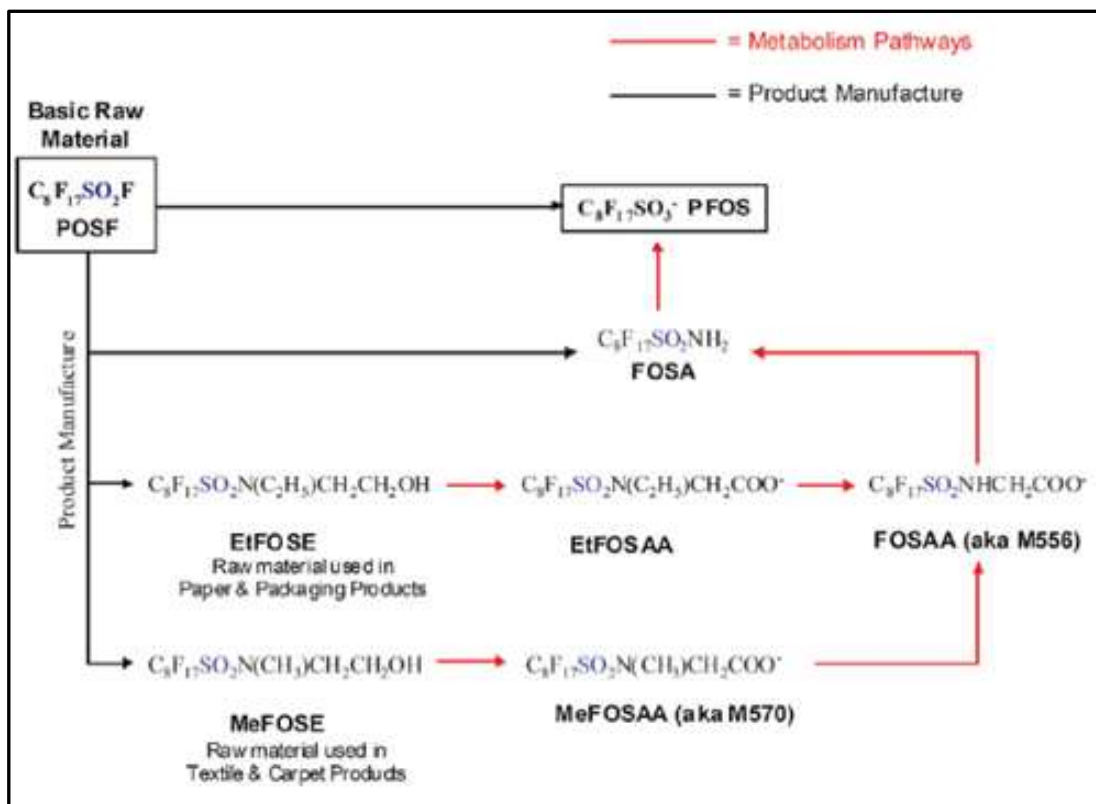 = Metabolism Pathways
= Product Manufacture
Basic Raw
Material
C₈F₁₇SO₂F
POSF
C₈F₁₇SO₃⁻ PFOS
Product Manufacture
C₈F₁₇SO₂NH₂
FOSA
C₈F₁₇SO₂N(C₂H₅)CH₂CH₂OH
C₈F₁₇SO₂N(C₂H₅)CH₂COO⁻
C₈F₁₇SO₂NHCH₂COO⁻
EtFOSE
Raw material used in
Paper & Packaging Products
EtFOSAA
FOSAA (aka M556)
C₈F₁₇SO₂N(CH₃)CH₂CH₂OH
C₈F₁₇SO₂N(CH₃)CH₂COO⁻
MeFOSE
Raw material used in
Textile & Carpet Products
MeFOSAA (aka M570)